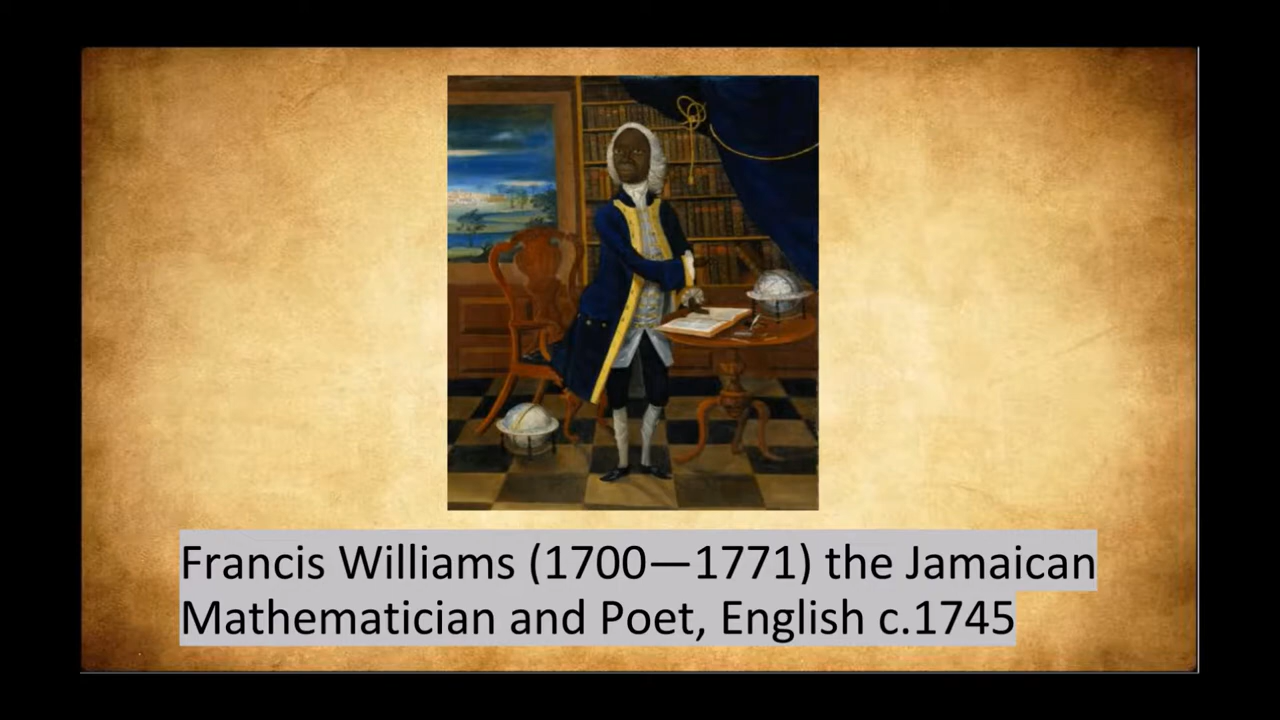 Francis Williams (1700—1771) the Jamaican
Mathematician and Poet, English c.1745